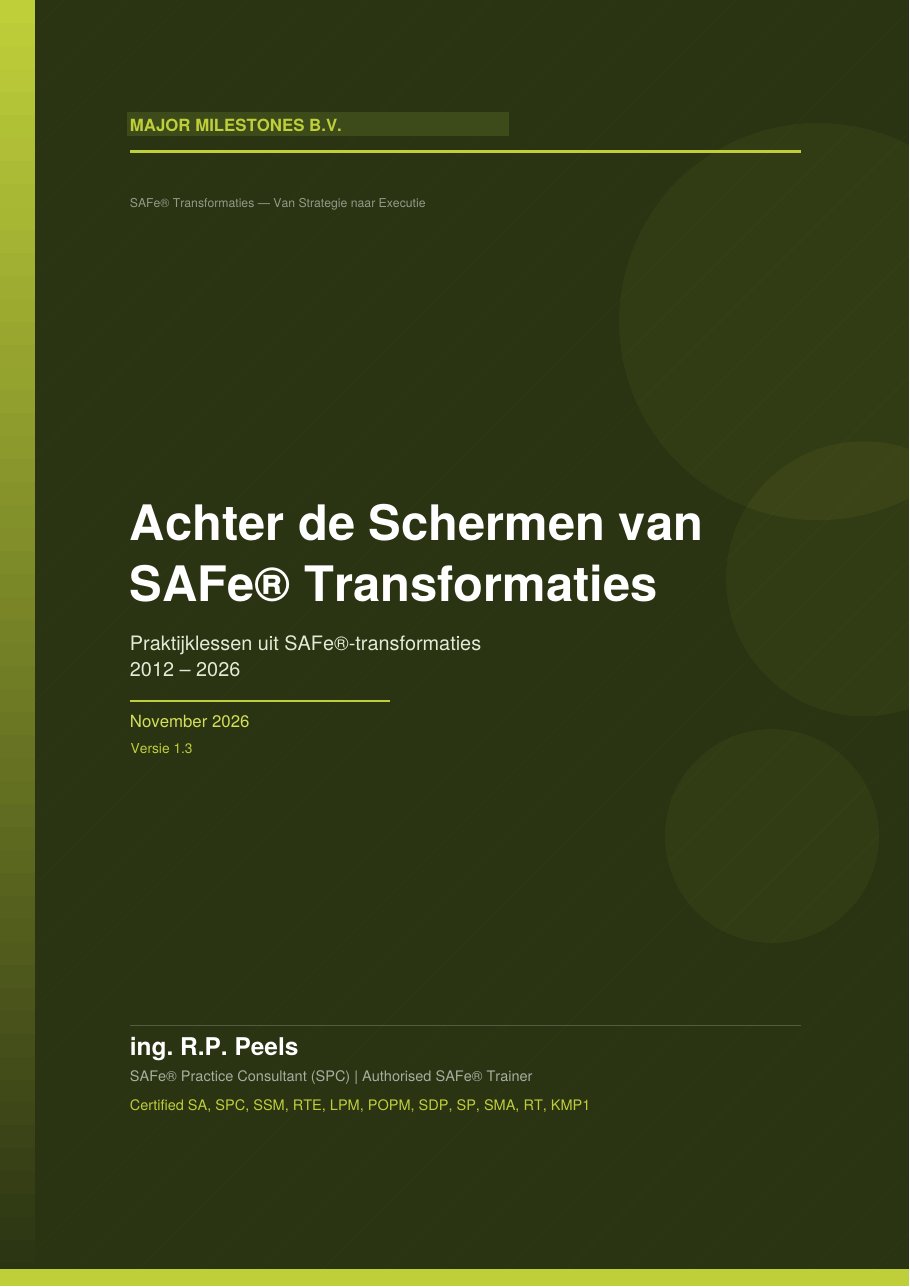 MAJOR MILESTONES B.V.
SAFe® Transformaties — Van Strategie naar Executie
Achter de Schermen van
SAFe® Transformaties
Praktijklessen uit SAFe®-transformaties
2012 – 2026
November 2026
Versie 1.3
ing. R.P. Peels
SAFe® Practice Consultant (SPC) | Authorised SAFe® Trainer
Certified SA, SPC, SSM, RTE, LPM, POPM, SDP, SP, SMA, RT, KMP1